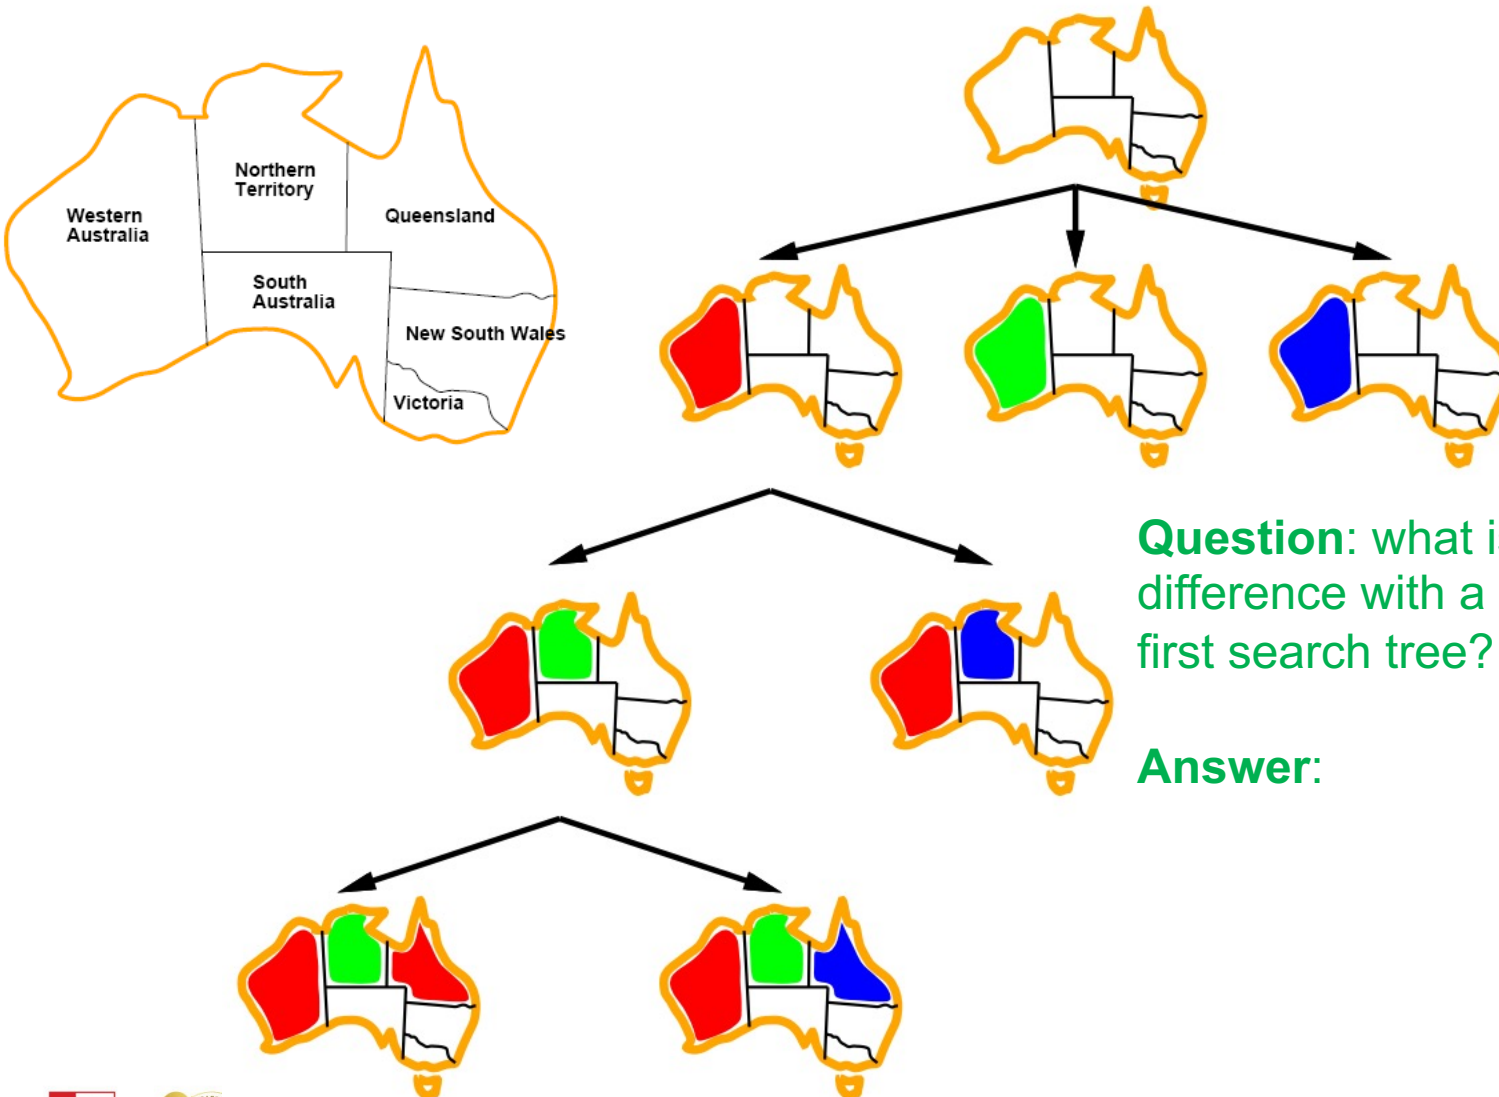 Northern
Territory
Western
Australia
Queensland
South
Australia
New South Wales
Victoria
Question: what
difference with a
first search tree?
Answer: